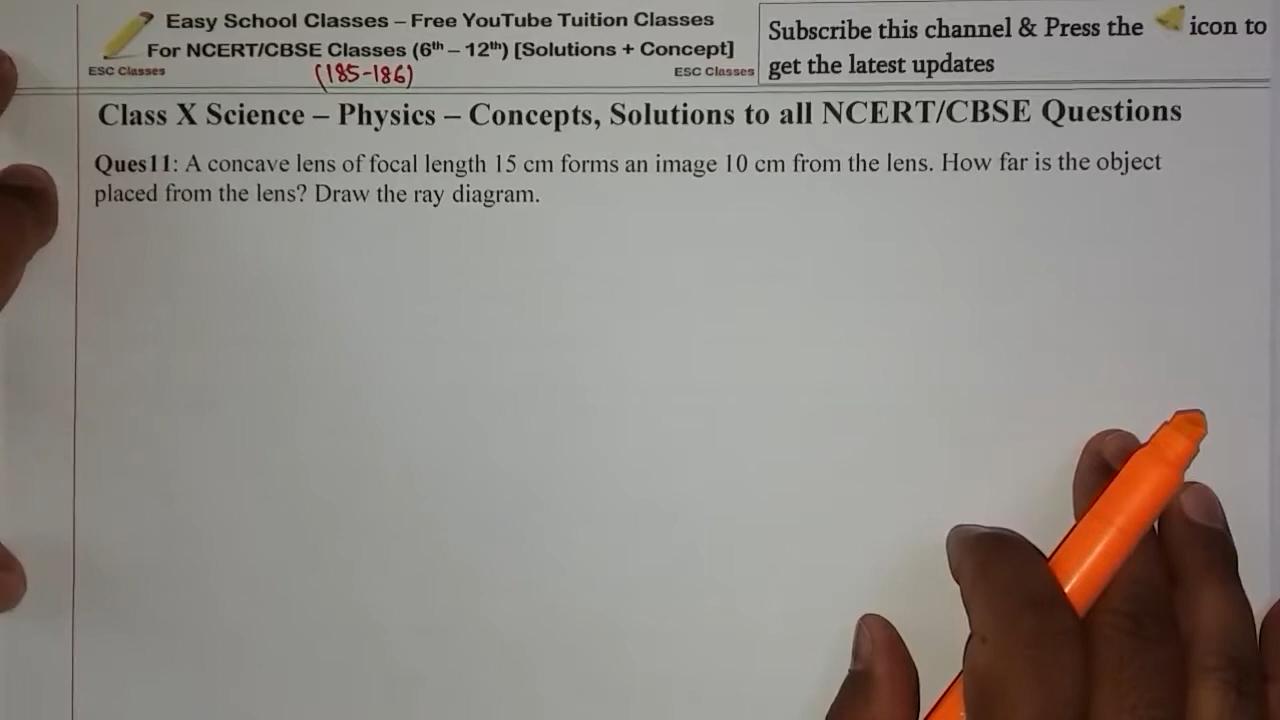 Easy School Classes – Free YouTube Tuition Classes
For NCERT/CBSE Classes (6th – 12th) [Solutions + Concept]
ESC Classes
(185-186)
ESC Classes
Subscribe this channel & Press the icon to
get the latest updates
Class X Science – Physics – Concepts, Solutions to all NCERT/CBSE Questions
Ques11: A concave lens of focal length 15 cm forms an image 10 cm from the lens. How far is the object
placed from the lens? Draw the ray diagram.